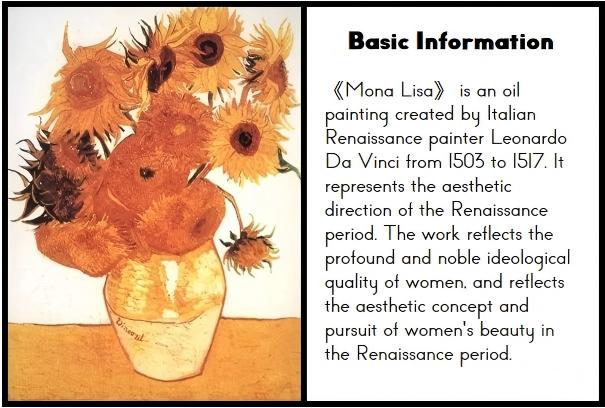 Basic Information
《Mona Lisa》 is an oil
painting created by Italian
Renaissance painter Leonardo
Da Vinci from 1503 to 1517. It
represents the aesthetic
direction of the Renaissance
period. The work reflects the
profound and noble ideological
quality of women, and reflects
the aesthetic concept and
pursuit of women's beauty in
the Renaissance period.
Vincent